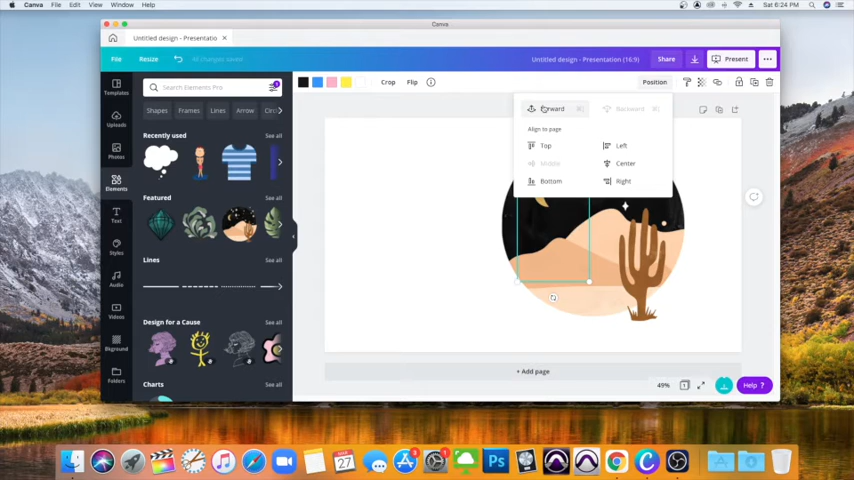 Canva File Edit View Window Help
Sat 6:24 PM
Canva
Untitled design - Presentatio
File Resize All changes saved Untitled design - Presentation (16:9) Share Present
Search Elements Pro
Crop Flip Position
Templates
Uploads
Photos
Elements
Text
Styles
Audio
Videos
Bkground
Folders
Shapes Frames Lines Arrow
Recently used See all
Featured See all
Lines See all
Design for a Cause See all
Charts See all
Forward Backward
Align to page
Top Left
Middle Center
Bottom Right
+ Add page
49% 1 Help ?
MAR
27
Ps